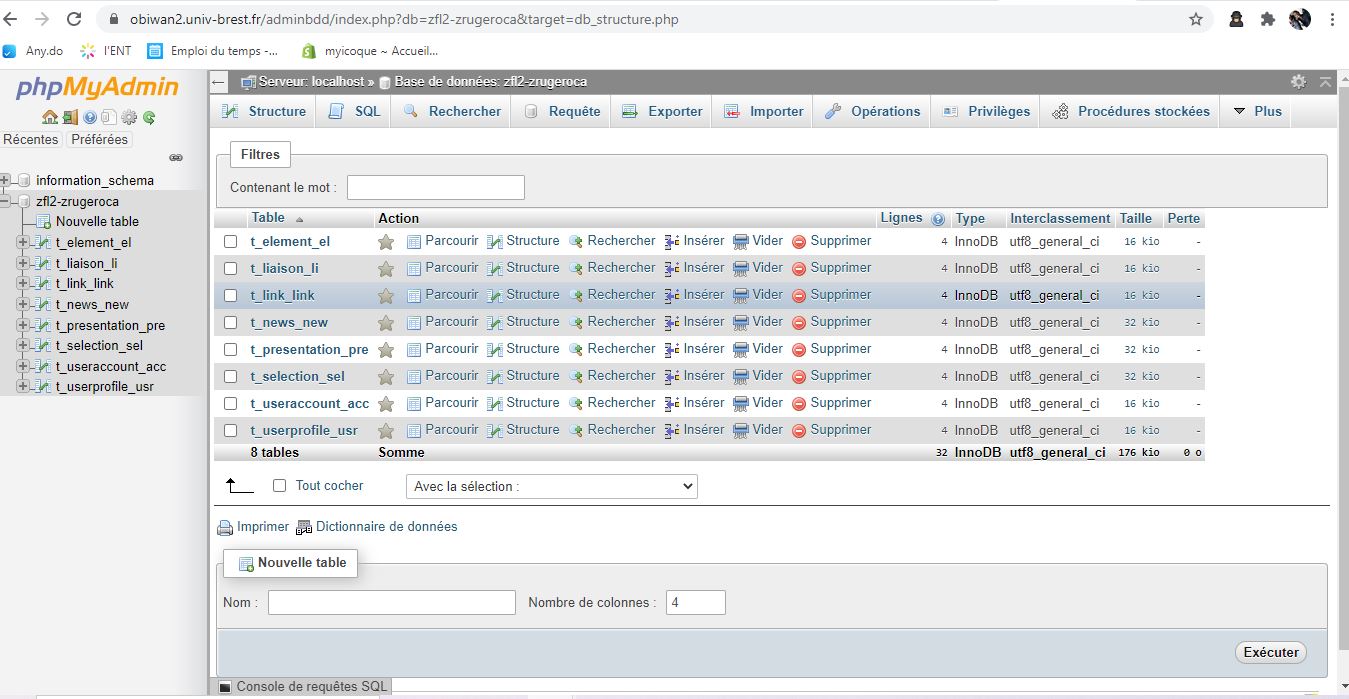 obiwan2.univ-brest.fr/adminbdd/index.php?db=zfl2-zrugeroca&target=db_structure.php
Any.do l'ENT Emploi du temps -... myicoque ~ Accueil...
phpMyAdmin
Récentes Préférées
information_schema
zfl2-zrugeroca
Nouvelle table
t_element_el
t_liaison_li
t_link_link
t_news_new
t_presentation_pre
t_selection_sel
t_useraccount_acc
t_userprofile_usr
Serveur: localhost » Base de données: zfl2-zrugeroca
Structure SQL Rechercher Requête Exporter Importer Opérations Privilèges Procédures stockées Plus
Filtres
Contenant le mot :
Table Action Lignes Type Interclassement Taille Perte
t_element_el Parcourir Structure Rechercher Insérer Vider Supprimer 4 InnoDB utf8_general_ci 16 kio -
t_liaison_li Parcourir Structure Rechercher Insérer Vider Supprimer 4 InnoDB utf8_general_ci 16 kio -
t_link_link Parcourir Structure Rechercher Insérer Vider Supprimer 4 InnoDB utf8_general_ci 16 kio -
t_news_new Parcourir Structure Rechercher Insérer Vider Supprimer 4 InnoDB utf8_general_ci 32 kio -
t_presentation_pre Parcourir Structure Rechercher Insérer Vider Supprimer 4 InnoDB utf8_general_ci 32 kio -
t_selection_sel Parcourir Structure Rechercher Insérer Vider Supprimer 4 InnoDB utf8_general_ci 32 kio -
t_useraccount_acc Parcourir Structure Rechercher Insérer Vider Supprimer 4 InnoDB utf8_general_ci 16 kio -
t_userprofile_usr Parcourir Structure Rechercher Insérer Vider Supprimer 4 InnoDB utf8_general_ci 16 kio -
8 tables Somme 32 InnoDB utf8_general_ci 176 kio 0 o
Tout cocher Avec la sélection :
Imprimer Dictionnaire de données
Nouvelle table
Nom : Nombre de colonnes : 4
Exécuter
Console de requêtes SQL